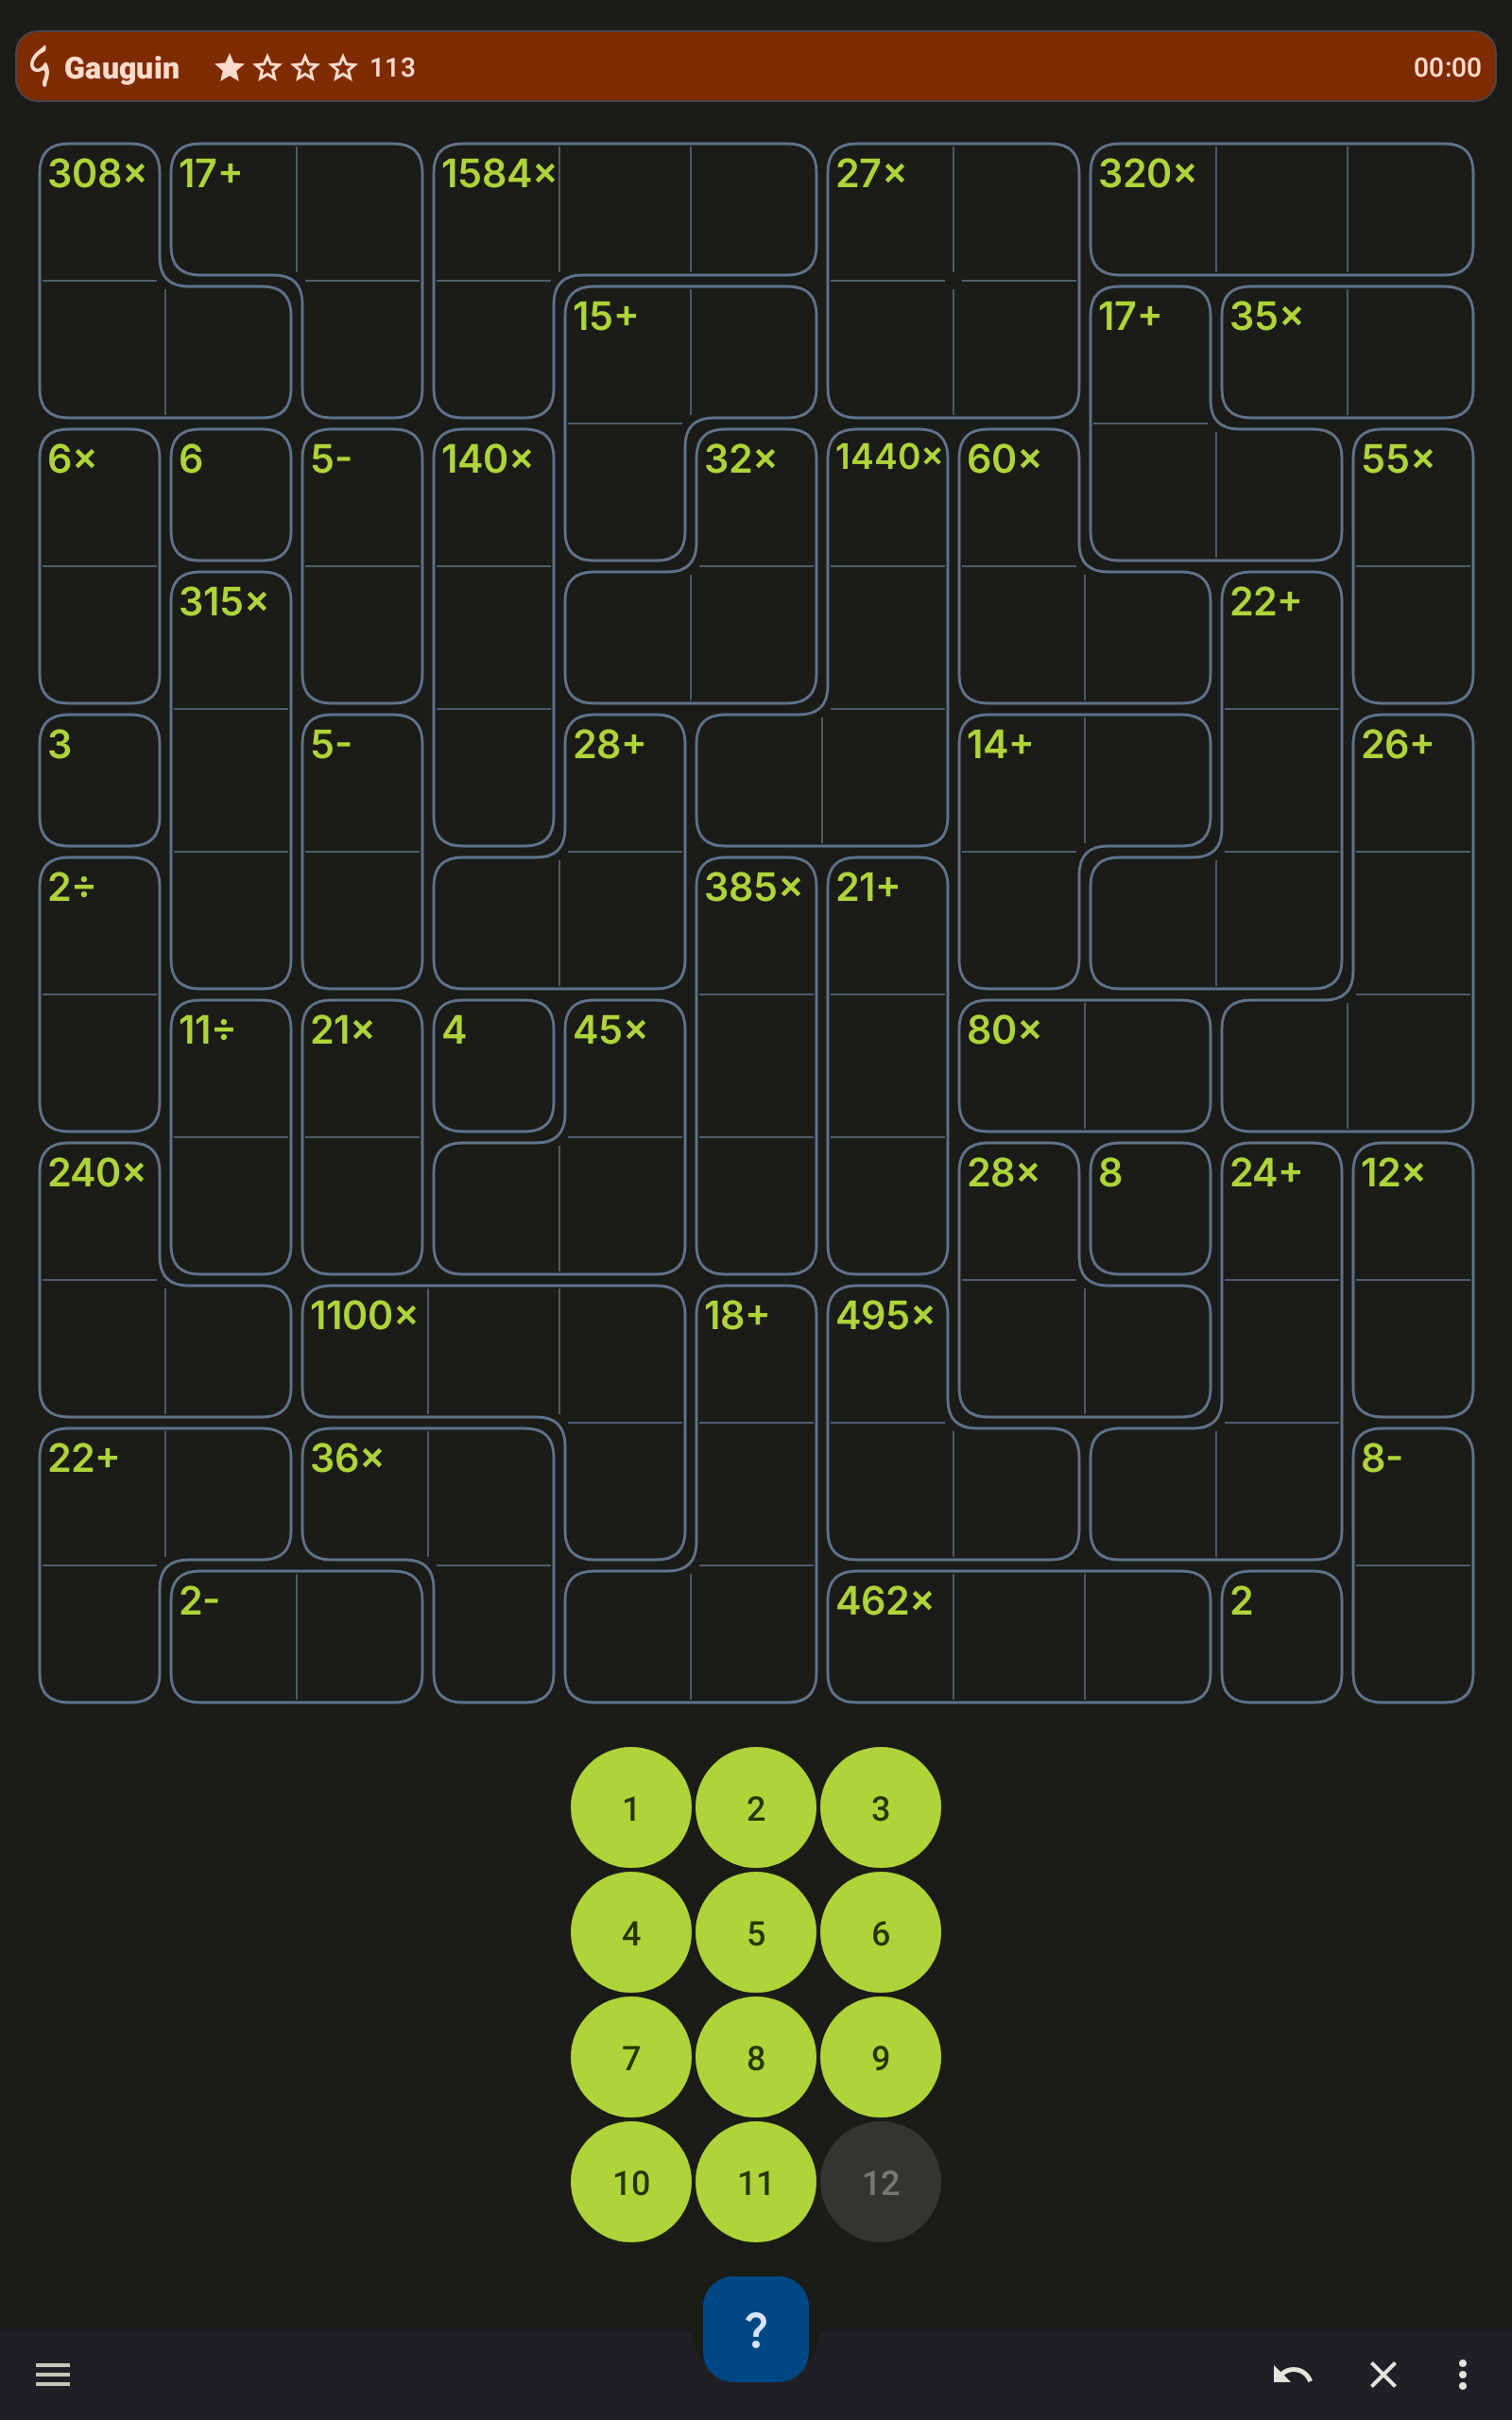 Gauguin 113 00:00
308× 17+ 1584× 27× 320×
15+ 17+ 35×
6× 6 5- 140× 32× 1440× 60× 55×
315× 22+
3 5- 28+ 14+ 26+
2÷ 385× 21+
11÷ 21× 4 45× 80×
240× 28× 8 24+ 12×
1100× 18+ 495×
22+ 36× 8-
2- 462× 2
1 2 3
4 5 6
7 8 9
10 11 12
?